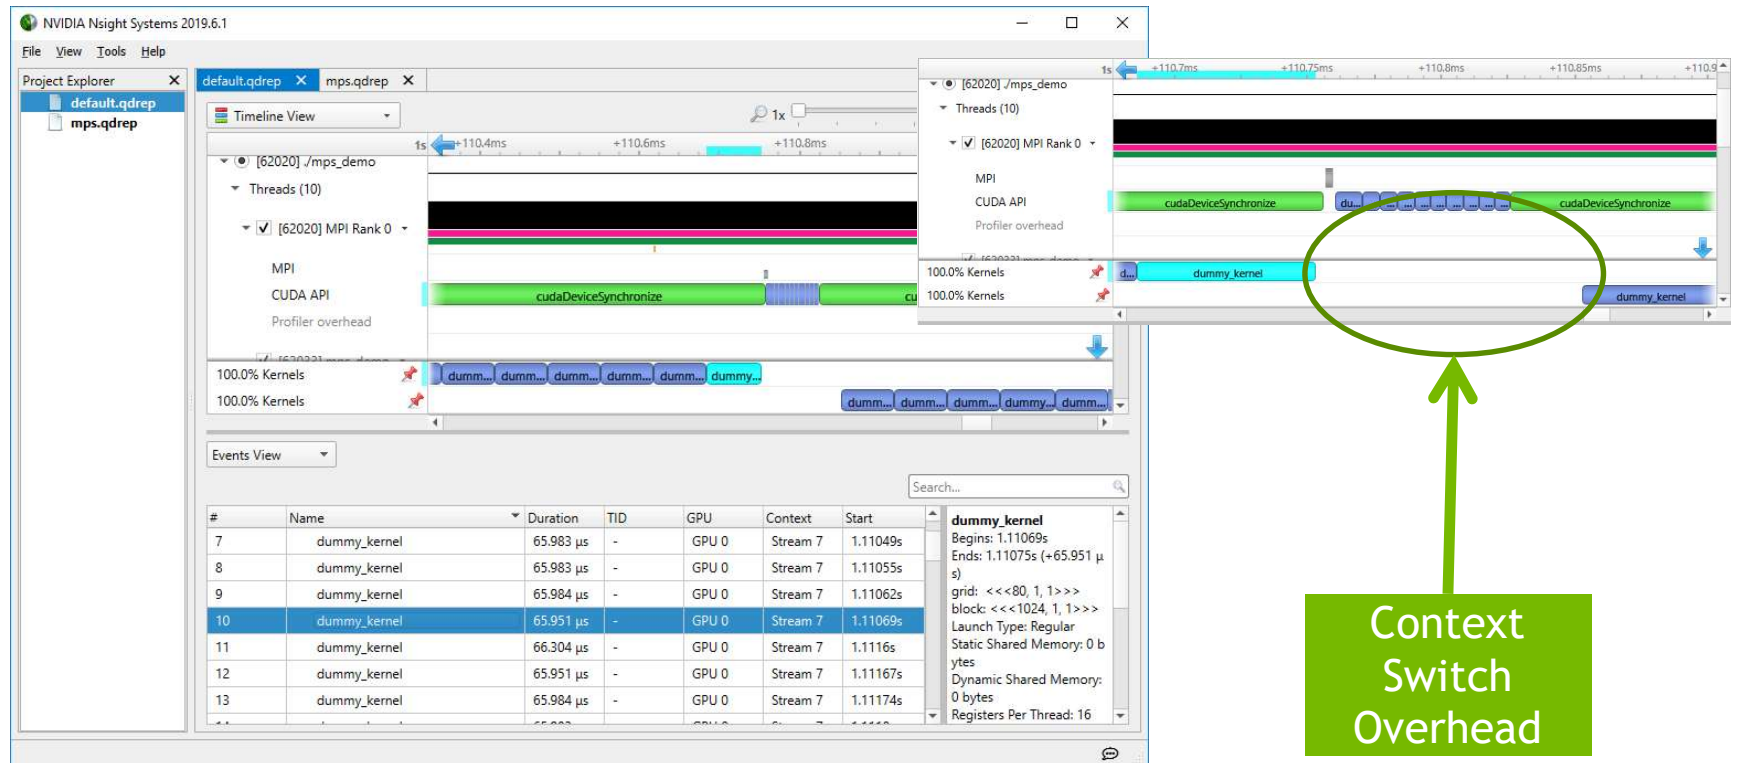 NVIDIA Nsight Systems 2019.6.1
File View Tools Help
Project Explorer
default.qdrep
mps.qdrep
default.qdrep
mps.qdrep
Timeline View
1x
1s
+110.4ms
+110.6ms
+110.8ms
[62020] ./mps_demo
Threads (10)
[62020] MPI Rank 0
MPI
CUDA API
cudaDeviceSynchronize
cu
Profiler overhead
100.0% Kernels
dumm... dumm... dumm... dumm... dumm... dummy...
100.0% Kernels
dumm... dumm... dumm... dummy... dumm...
1s
+110.7ms
+110.75ms
+110.8ms
+110.85ms
+110.9
[62020] ./mps_demo
Threads (10)
[62020] MPI Rank 0
MPI
CUDA API
cudaDeviceSynchronize
du... ... ... ... ... ... ... ... ...
cudaDeviceSynchronize
Profiler overhead
100.0% Kernels
d...
dummy_kernel
100.0% Kernels
dummy_kernel
Events View
Search...
# Name Duration TID GPU Context Start
7 dummy_kernel 65.983 µs - GPU 0 Stream 7 1.11049s
8 dummy_kernel 65.983 µs - GPU 0 Stream 7 1.11055s
9 dummy_kernel 65.984 µs - GPU 0 Stream 7 1.11062s
10 dummy_kernel 65.951 µs - GPU 0 Stream 7 1.11069s
11 dummy_kernel 66.304 µs - GPU 0 Stream 7 1.1116s
12 dummy_kernel 65.951 µs - GPU 0 Stream 7 1.11167s
13 dummy_kernel 65.984 µs - GPU 0 Stream 7 1.11174s
dummy_kernel
Begins: 1.11069s
Ends: 1.11075s (+65.951 µ
s)
grid: <<<80, 1, 1>>>
block: <<<1024, 1, 1>>>
Launch Type: Regular
Static Shared Memory: 0 b
ytes
Dynamic Shared Memory:
0 bytes
Registers Per Thread: 16
Context
Switch
Overhead